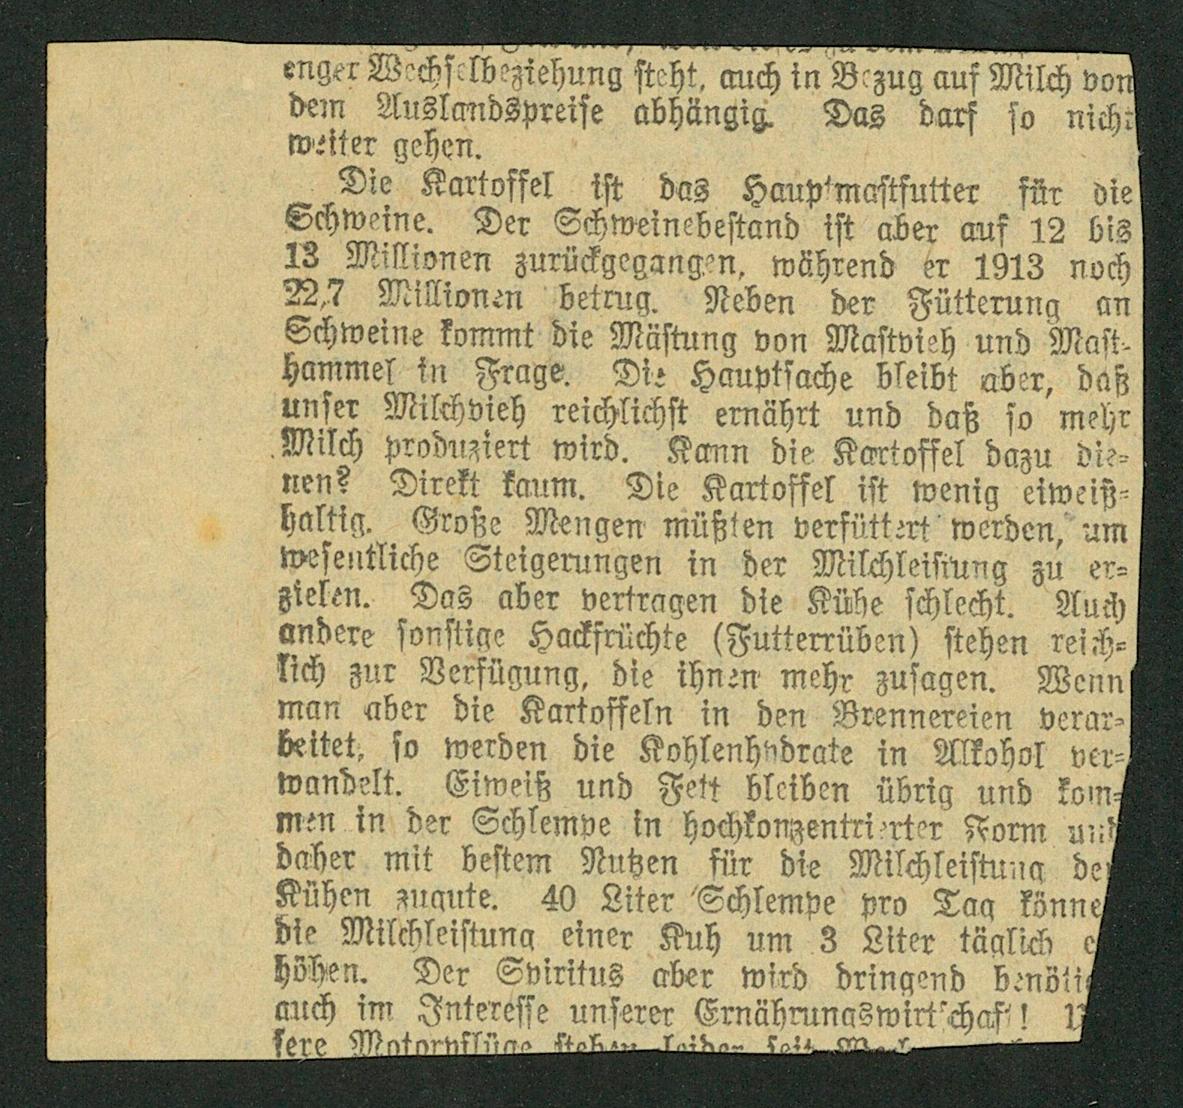 enger Wechselbeziehung steht, auch in Bezug auf Milch von
dem Auslandspreise abhängig. Das darf so nicht
weiter gehen.
Die Kartoffel ist das Hauptmastfutter für die
Schweine. Der Schweinebestand ist aber auf 12 bis
13 Millionen zurückgegangen, während er 1913 noch
22,7 Millionen betrug. Neben der Fütterung an
Schweine kommt die Mästung von Mastvieh und Mast-
hammel in Frage. Die Hauptsache bleibt aber, daß
unser Milchvieh reichlichst ernährt und daß so mehr
Milch produziert wird. Kann die Kartoffel dazu die-
nen? Direkt kaum. Die Kartoffel ist wenig eiweiß-
haltig. Große Mengen müßten verfüttert werden, um
wesentliche Steigerungen in der Milchleistung zu er-
zielen. Das aber vertragen die Kühe schlecht. Auch
andere sonstige Hackfrüchte (Futterrüben) stehen reich-
lich zur Verfügung, die ihnen mehr zusagen. Wenn
man aber die Kartoffeln in den Brennereien verar-
beitet, so werden die Kohlenhydrate in Alkohol ver-
wandelt. Eiweiß und Fett bleiben übrig und kom-
men in der Schlempe in hochkonzentrierter Form und
daher mit bestem Nutzen für die Milchleistung de
Kühen zugute. 40 Liter Schlempe pro Tag könne
die Milchleistung einer Kuh um 3 Liter täglich e
höhen. Der Spiritus aber wird dringend benötig
auch im Interesse unserer Ernährungswirtschaft!
sere Motorpflüge stehen leider seit